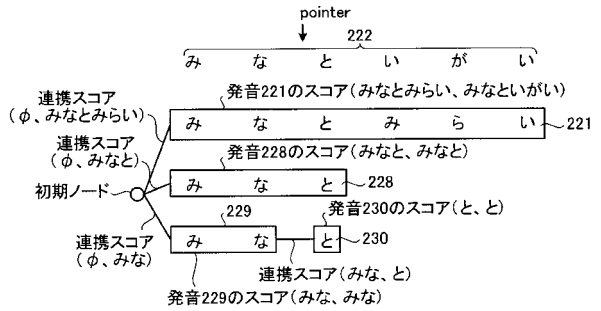 pointer
222
み な と い が い
発音221のスコア(みなとみらい、みなといがい)
連携スコア
(φ、みなとみらい)
み な と み ら い
221
連携スコア
(φ、みなと)
発音228のスコア(みなと、みなと)
み な と
228
初期ノード
229
発音230のスコア(と、と)
み な
と
230
連携スコア
(φ、みな)
連携スコア(みな、と)
発音229のスコア(みな、みな)